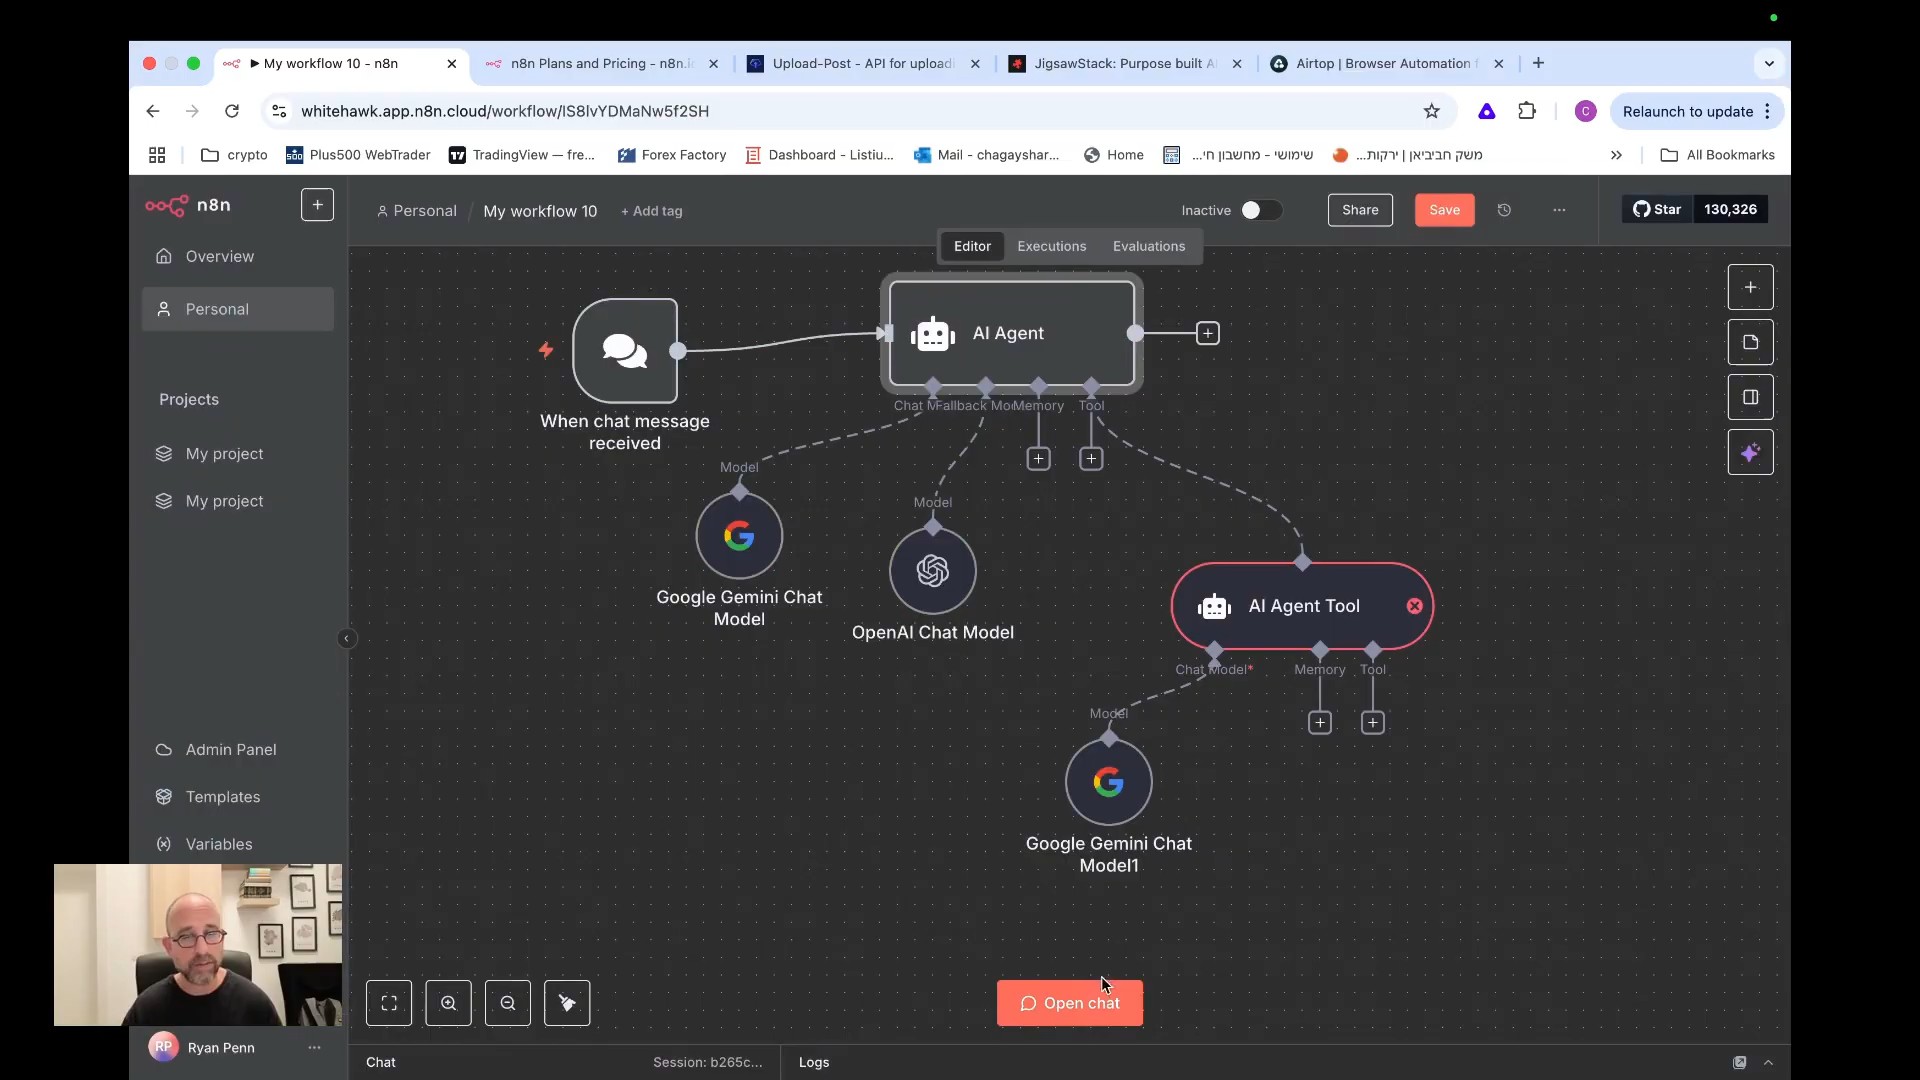 My workflow 10 - n8n
n8n Plans and Pricing - n8n.i
Upload-Post - API for uploadi
JigsawStack: Purpose built A
Airtop | Browser Automation f
whitehawk.app.n8n.cloud/workflow/lS8lvYDMaNw5f2SH
C
Relaunch to update
crypto
Plus500 WebTrader
TradingView — fre...
Forex Factory
Dashboard - Listiu...
Mail - chagayshar...
Home
שימושי - מחשבון חי...
משק חביביאן | ירקות...
All Bookmarks
n8n
Personal / My workflow 10 + Add tag
Inactive
Share
Save
Star 130,326
Editor
Executions
Evaluations
Overview
Personal
Projects
My project
My project
Admin Panel
Templates
Variables
RP Ryan Penn
When chat message
received
AI Agent
Chat M
Fallback Mo
Memory
Tool
Model
Google Gemini Chat
Model
Model
OpenAI Chat Model
AI Agent Tool
Chat Model*
Memory
Tool
Model
Google Gemini Chat
Model1
Open chat
Chat
Session: b265c...
Logs